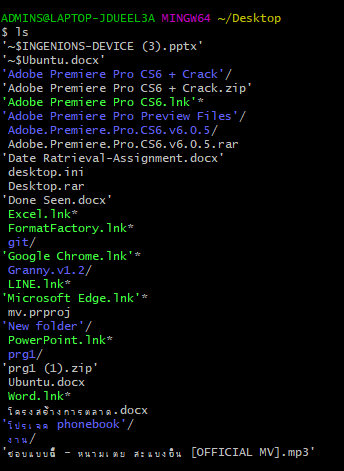 ADMINS@LAPTOP-JDUEEL3A MINGW64 ~/Desktop
$ ls
'~$INGENIONS-DEVICE (3).pptx'
'~$Ubuntu.docx'
'Adobe Premiere Pro CS6 + Crack'/
'Adobe Premiere Pro CS6 + Crack.zip'
'Adobe Premiere Pro CS6.lnk'*
'Adobe Premiere Pro Preview Files'/
Adobe.Premiere.Pro.CS6.v6.0.5/
Adobe.Premiere.Pro.CS6.v6.0.5.rar
'Date Retrieval-Assignment.docx'
desktop.ini
Desktop.rar
'Done Seen.docx'
Excel.lnk*
FormatFactory.lnk*
git/
'Google Chrome.lnk'*
Granny.v1.2/
LINE.lnk*
'Microsoft Edge.lnk'*
mv.prproj
'New folder'/
PowerPoint.lnk*
prg1/
'prg1 (1).zip'
Ubuntu.docx
Word.lnk*
โครงสร้างการตลาด.docx
'โปรเจค phonebook'/
งาน/
'ชอบแบบนี้ - หนามเตย สะแบงบิน [OFFICIAL MV].mp3'